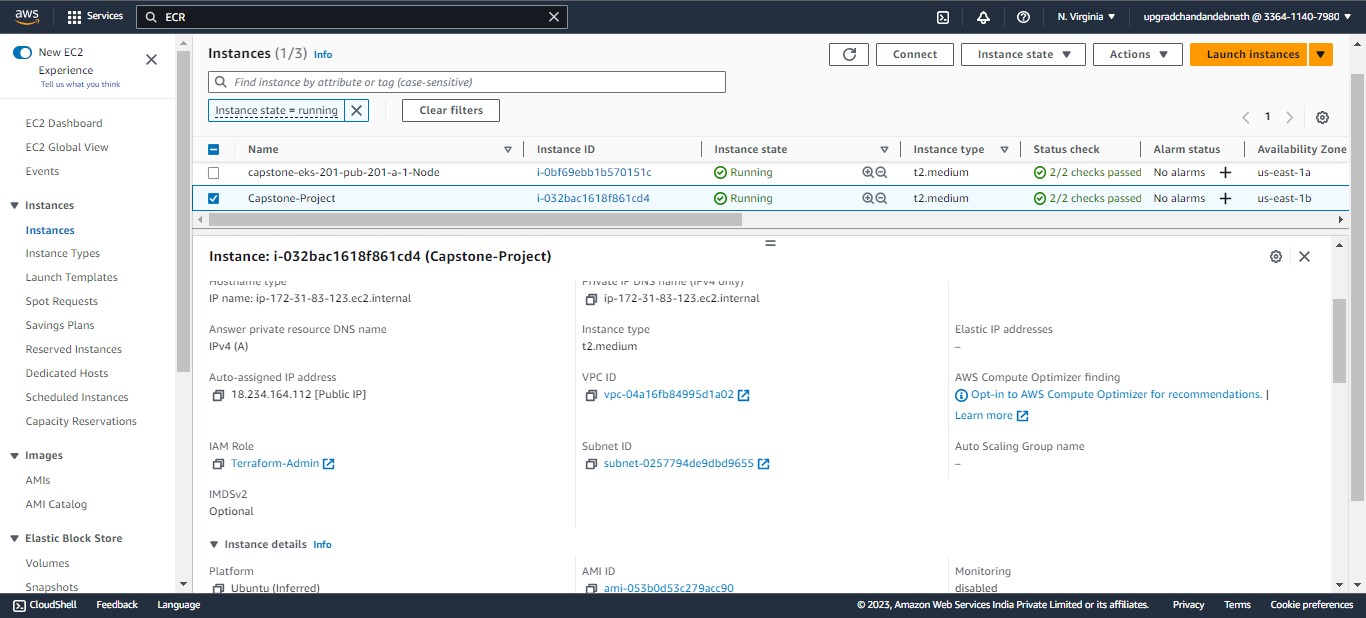 aws Services ECR N. Virginia upgradchandandebnath @ 3364-1140-7980
New EC2
Experience
Tell us what you think
EC2 Dashboard
EC2 Global View
Events
Instances
Instances
Instance Types
Launch Templates
Spot Requests
Savings Plans
Reserved Instances
Dedicated Hosts
Scheduled Instances
Capacity Reservations
Images
AMIs
AMI Catalog
Elastic Block Store
Volumes
Snapshots
Instances (1/3) Info
Connect Instance state Actions Launch instances
Find instance by attribute or tag (case-sensitive)
Instance state = running Clear filters
1
Name Instance ID Instance state Instance type Status check Alarm status Availability Zone
capstone-eks-201-pub-201-a-1-Node i-0bf69ebb1b570151c Running t2.medium 2/2 checks passed No alarms us-east-1a
Capstone-Project i-032bac1618f861cd4 Running t2.medium 2/2 checks passed No alarms us-east-1b
Instance: i-032bac1618f861cd4 (Capstone-Project)
Hostname type Private IP DNS name (IPv4 only)
IP name: ip-172-31-83-123.ec2.internal ip-172-31-83-123.ec2.internal
Answer private resource DNS name Instance type Elastic IP addresses
IPv4 (A) t2.medium –
Auto-assigned IP address VPC ID AWS Compute Optimizer finding
18.234.164.112 [Public IP] vpc-04a16fb84995d1a02 Opt-in to AWS Compute Optimizer for recommendations. |
Learn more
IAM Role Subnet ID Auto Scaling Group name
Terraform-Admin subnet-0257794de9dbd9655 –
IMDSv2
Optional
Instance details Info
Platform AMI ID Monitoring
Ubuntu (Inferred) ami-053b0d53c279acc90 disabled
CloudShell Feedback Language © 2023, Amazon Web Services India Private Limited or its affiliates. Privacy Terms Cookie preferences